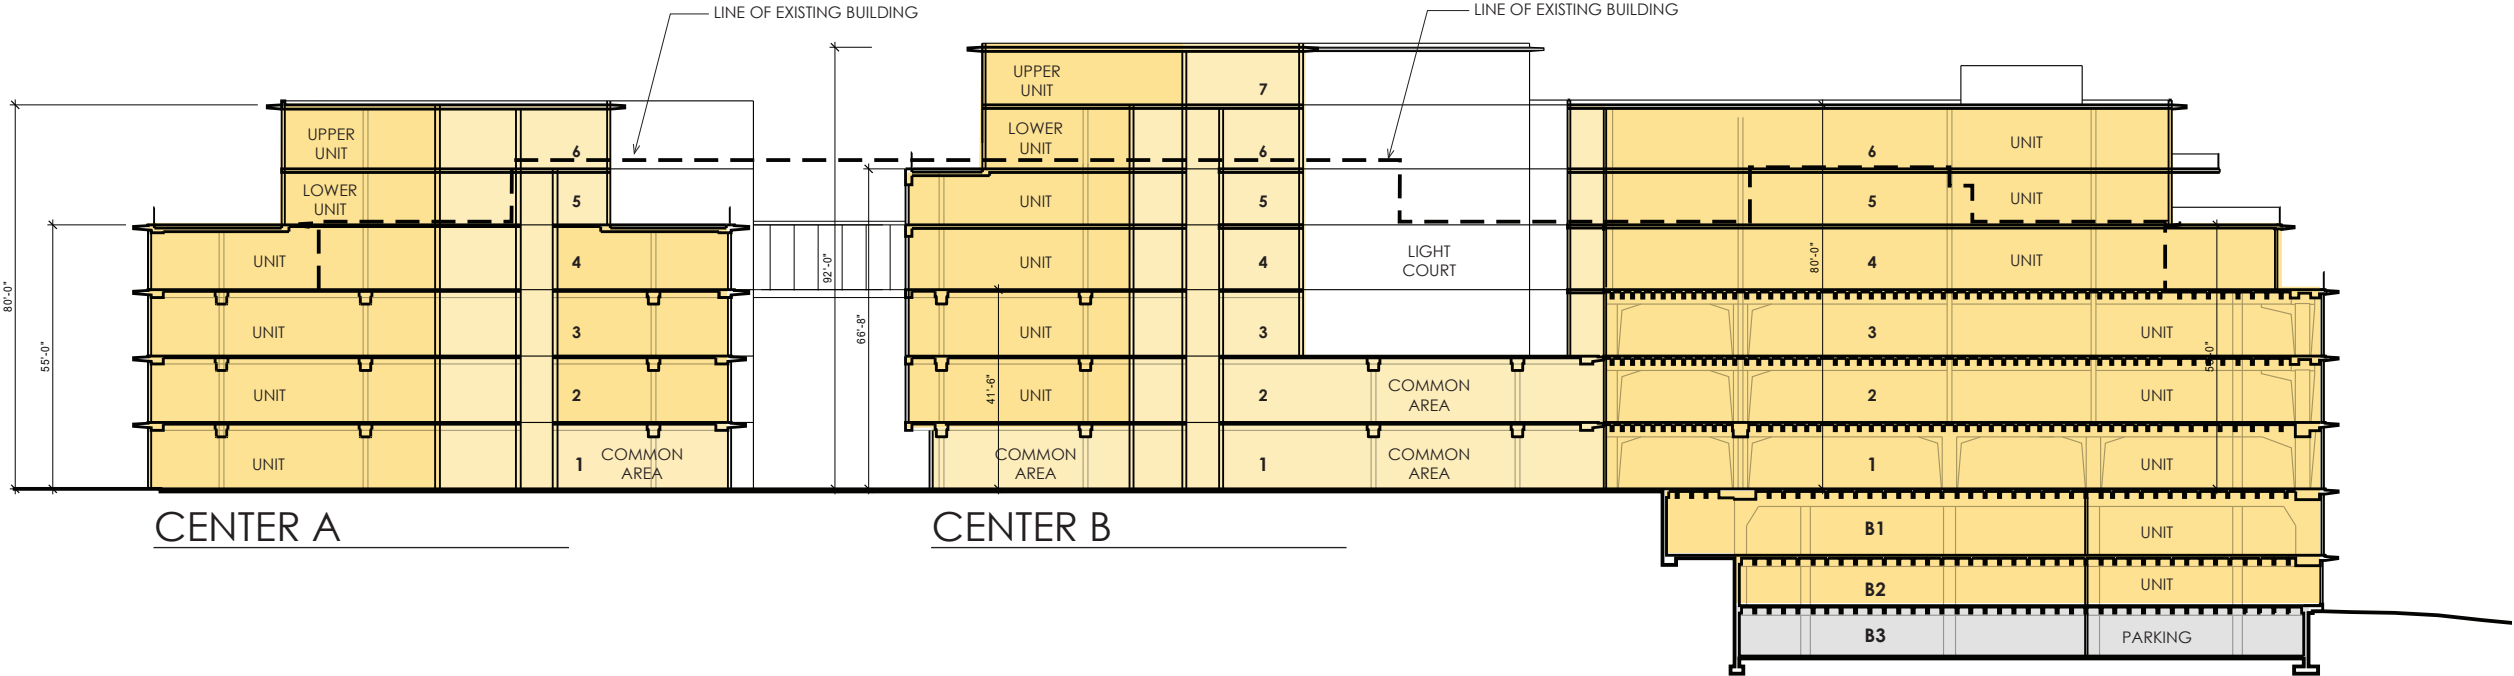 LINE OF EXISTING BUILDING
LINE OF EXISTING BUILDING
UPPER
UNIT
7
UPPER
UNIT
6
LOWER
UNIT
6
6
UNIT
LOWER
UNIT
5
UNIT
5
5
UNIT
UNIT
4
UNIT
4
LIGHT
COURT
4
UNIT
80'-0"
92'-0"
80'-0"
UNIT
3
UNIT
3
3
UNIT
55'-0"
66'-8"
41'-6"
UNIT
2
UNIT
2
COMMON
AREA
2
UNIT
UNIT
1
COMMON
AREA
COMMON
AREA
1
COMMON
AREA
1
UNIT
CENTER A
CENTER B
B1
UNIT
B2
UNIT
B3
PARKING